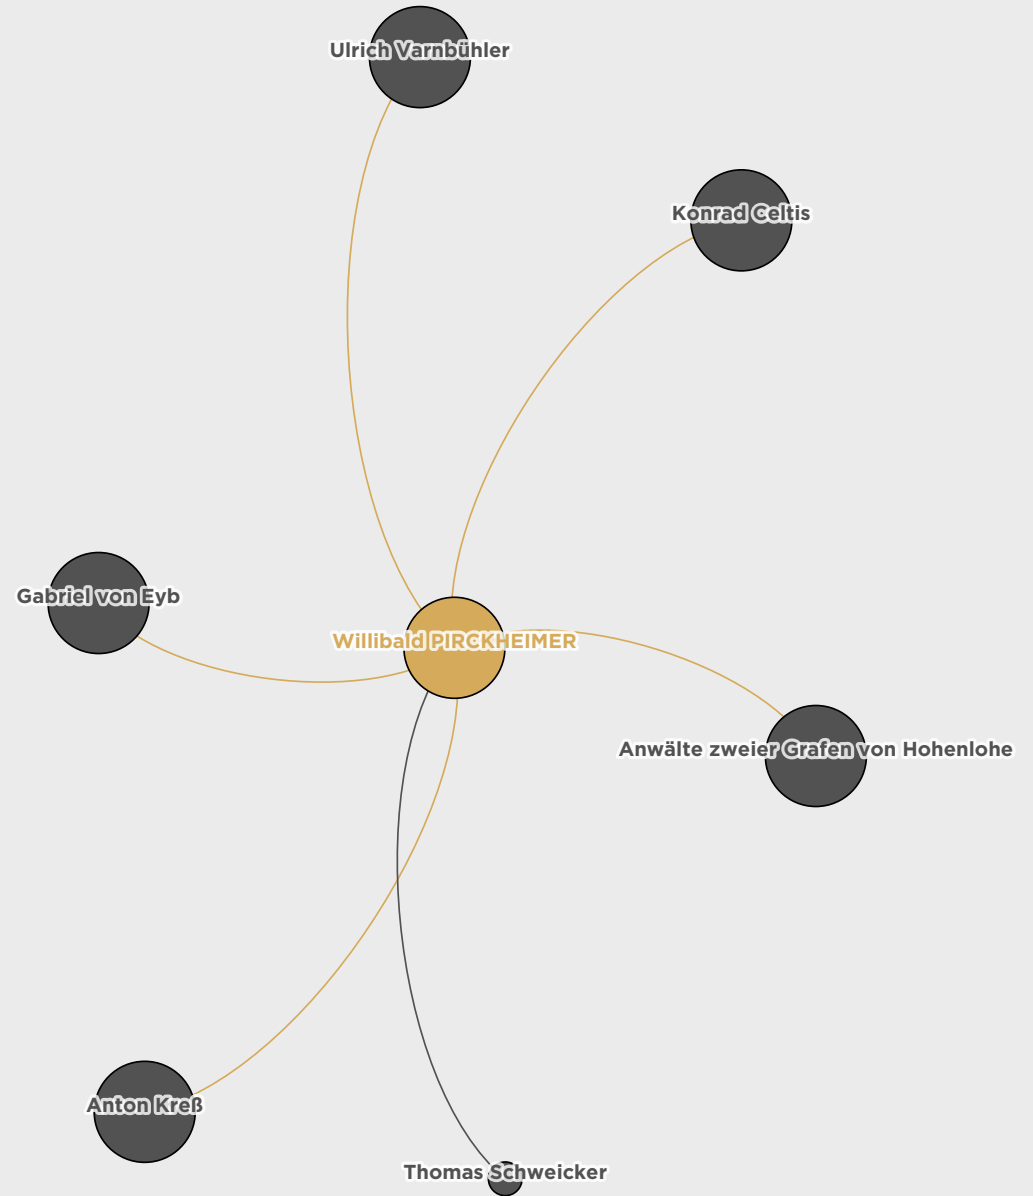 Ulrich Varnbühler
Konrad Celtis
Gabriel von Eyb
Willibald PIRCKHEIMER
Anwälte zweier Grafen von Hohenlohe
Anton Kreß
Thomas Schweicker